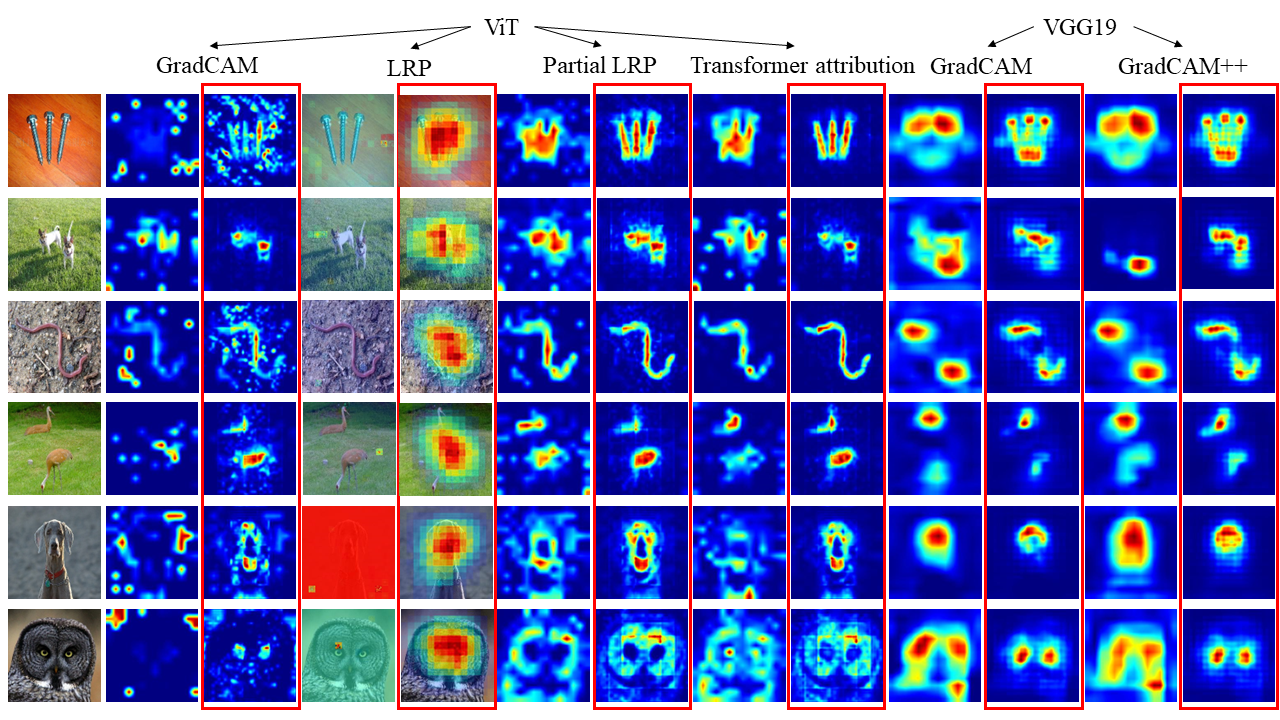 ViT
VGG19
GradCAM
LRP
Partial LRP
Transformer attribution
GradCAM
GradCAM++